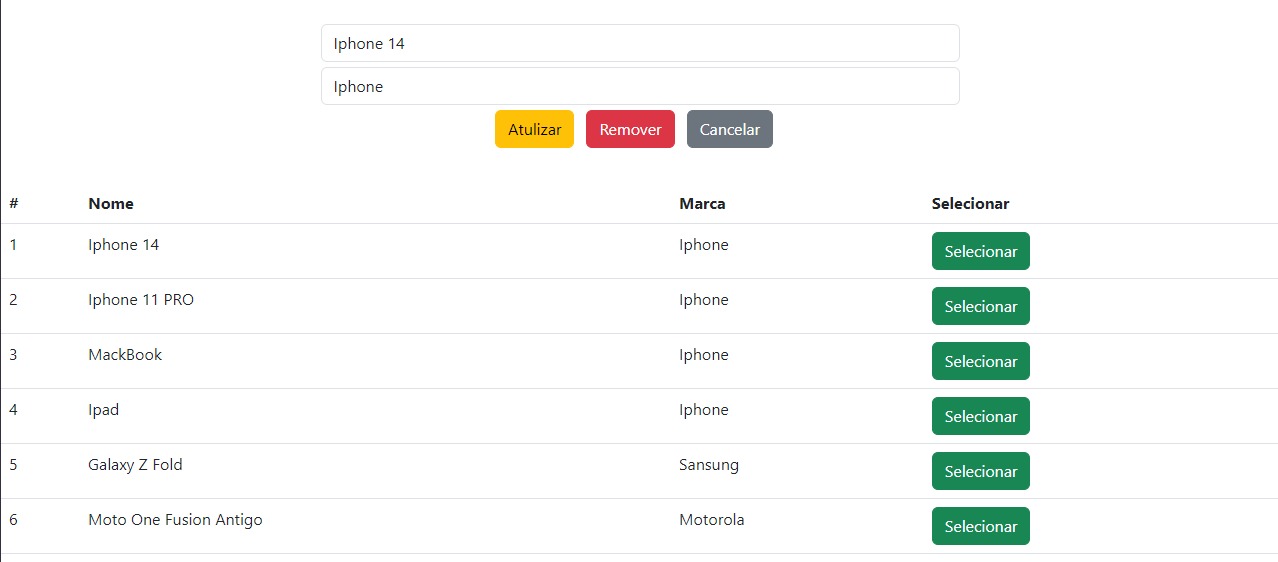 Iphone 14
Iphone
Atulizar Remover Cancelar
# Nome Marca Selecionar
1 Iphone 14 Iphone Selecionar
2 Iphone 11 PRO Iphone Selecionar
3 MackBook Iphone Selecionar
4 Ipad Iphone Selecionar
5 Galaxy Z Fold Sansung Selecionar
6 Moto One Fusion Antigo Motorola Selecionar